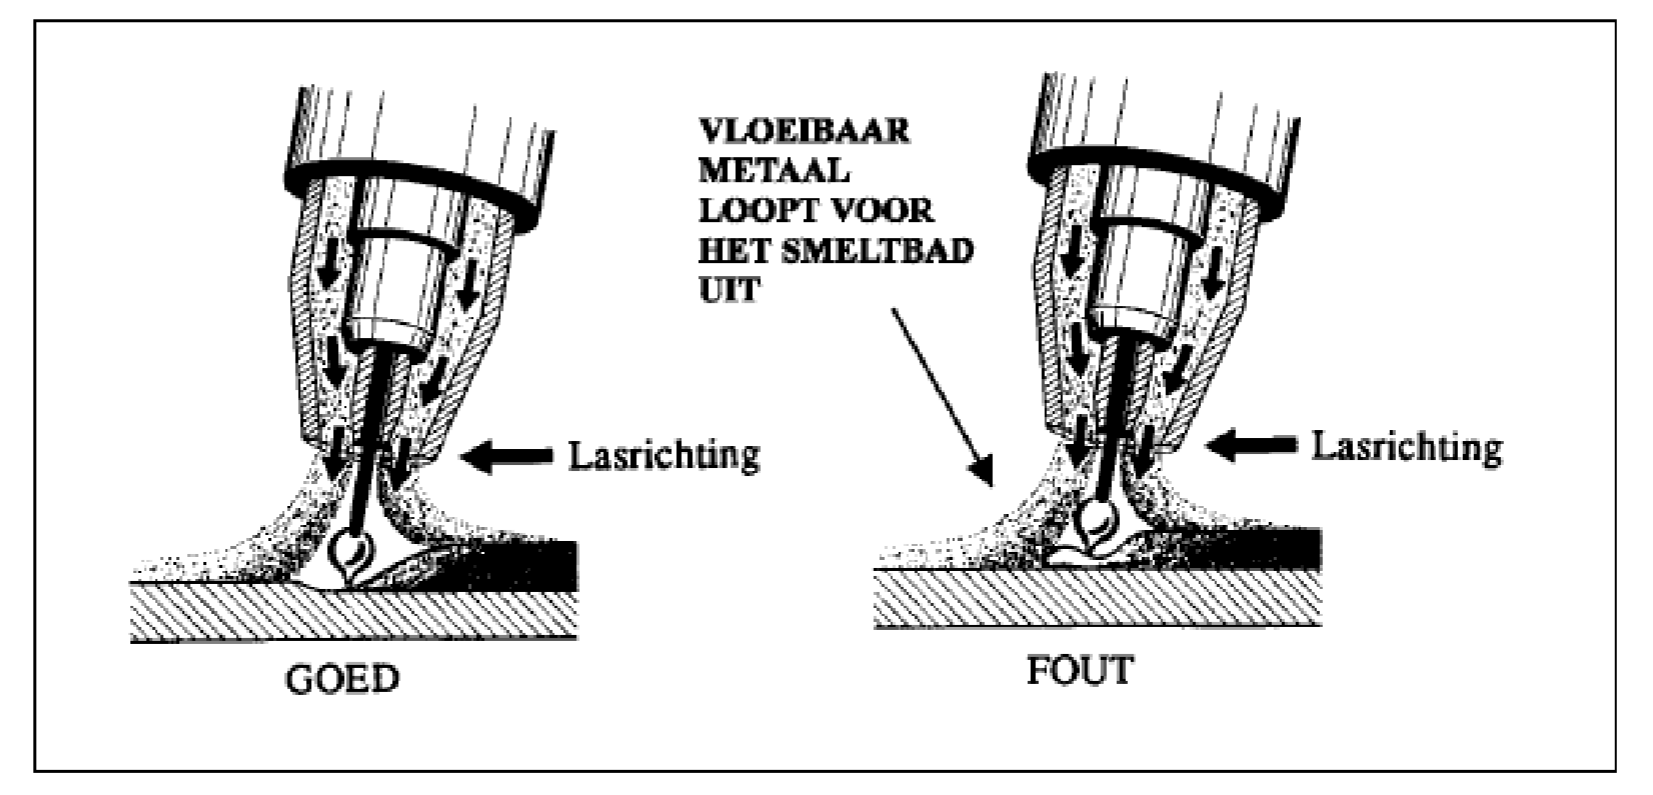 VLOEIBAAR
METAAL
LOOPT VOOR
HET SMELTBAD
UIT
Lasrichting
Lasrichting
GOED
FOUT